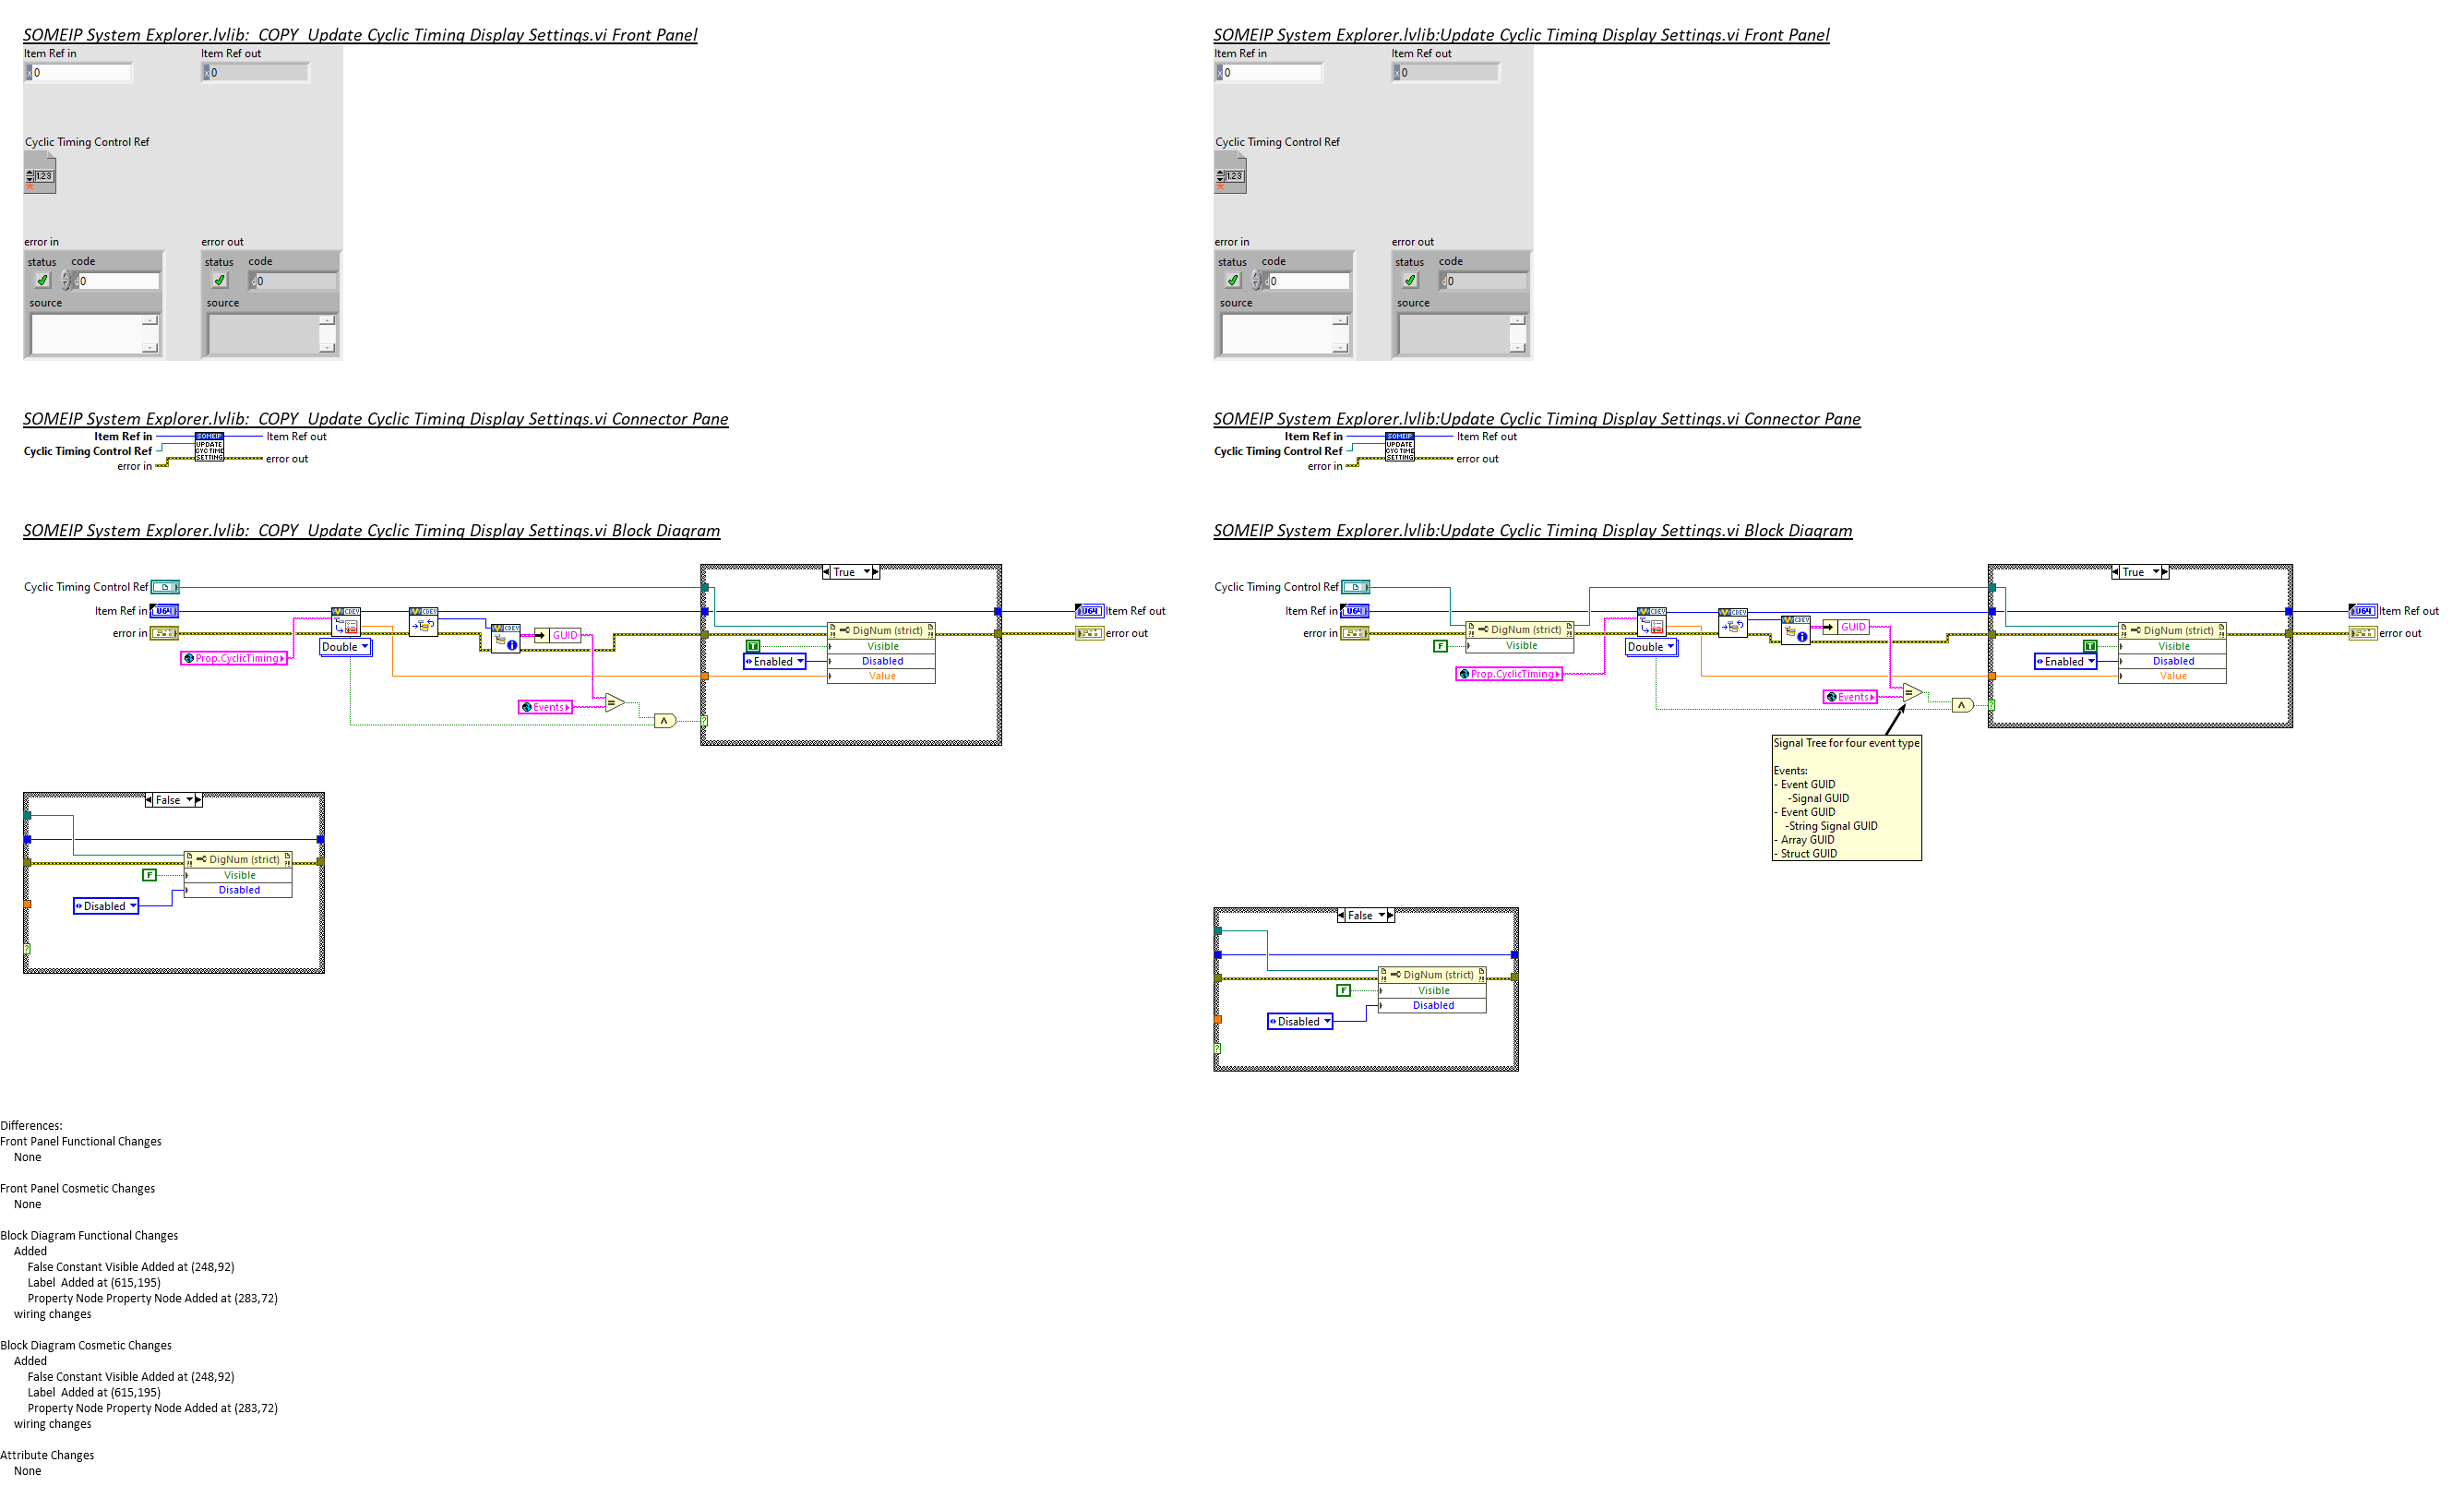 SOMEIP System Explorer.lvlib:  COPY  Update Cyclic Timing Display Settings.vi Front Panel
Item Ref in
Item Ref out
x 0
x 0
Cyclic Timing Control Ref
1.23
error in
error out
status
code
status
code
0
0
source
source
SOMEIP System Explorer.lvlib:Update Cyclic Timing Display Settings.vi Front Panel
Item Ref in
Item Ref out
x 0
x 0
Cyclic Timing Control Ref
1.23
error in
error out
status
code
status
code
0
0
source
source
SOMEIP System Explorer.lvlib:  COPY  Update Cyclic Timing Display Settings.vi Connector Pane
Item Ref in
Cyclic Timing Control Ref
error in
SOMEIP
UPDATE
CYC TIME
SETTING
Item Ref out
error out
SOMEIP System Explorer.lvlib:Update Cyclic Timing Display Settings.vi Connector Pane
Item Ref in
Cyclic Timing Control Ref
error in
SOMEIP
UPDATE
CYC TIME
SETTING
Item Ref out
error out
SOMEIP System Explorer.lvlib:  COPY  Update Cyclic Timing Display Settings.vi Block Diagram
True
Cyclic Timing Control Ref
Item Ref in
U64
CDEV
CDEV
U64
Item Ref out
error in
CDEV
GUID
DigNum (strict)
error out
Double
T
Visible
Prop.CyclicTiming
Enabled
Disabled
Value
Events
=
False
DigNum (strict)
F
Visible
Disabled
Disabled
SOMEIP System Explorer.lvlib:Update Cyclic Timing Display Settings.vi Block Diagram
True
Cyclic Timing Control Ref
Item Ref in
U64
CDEV
CDEV
U64
Item Ref out
error in
DigNum (strict)
CDEV
GUID
DigNum (strict)
error out
F
Visible
Double
T
Visible
Prop.CyclicTiming
Enabled
Disabled
Value
Events
=
Signal Tree for four event type
Events:
- Event GUID
-Signal GUID
- Event GUID
-String Signal GUID
- Array GUID
- Struct GUID
False
DigNum (strict)
F
Visible
Disabled
Disabled
Differences:
Front Panel Functional Changes
None
Front Panel Cosmetic Changes
None
Block Diagram Functional Changes
Added
False Constant Visible Added at (248,92)
Label  Added at (615,195)
Property Node Property Node Added at (283,72)
wiring changes
Block Diagram Cosmetic Changes
Added
False Constant Visible Added at (248,92)
Label  Added at (615,195)
Property Node Property Node Added at (283,72)
wiring changes
Attribute Changes
None